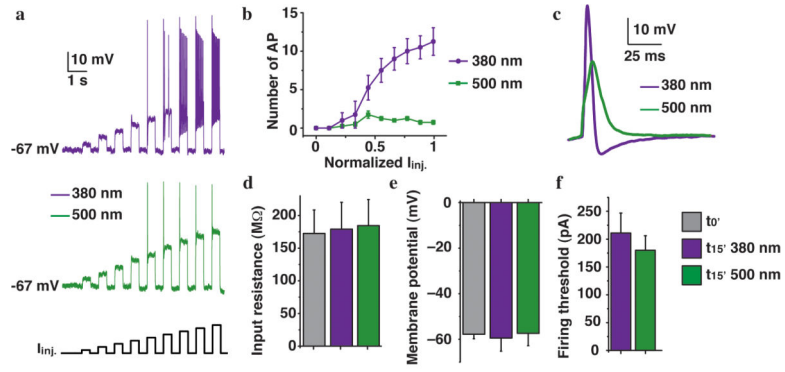 a
10 mV
1 s
-67 mV
380 nm
500 nm
-67 mV
Iinj.
b
Number of AP
15
10
5
0
0
0.5
1
Normalized Iinj.
380 nm
500 nm
c
10 mV
25 ms
380 nm
500 nm
d
Input resistance (MΩ)
200
150
100
50
0
e
Membrane potential (mV)
0
−20
−40
−60
f
Firing threshold (pA)
250
200
150
100
50
0
t0'
t15' 380 nm
t15' 500 nm